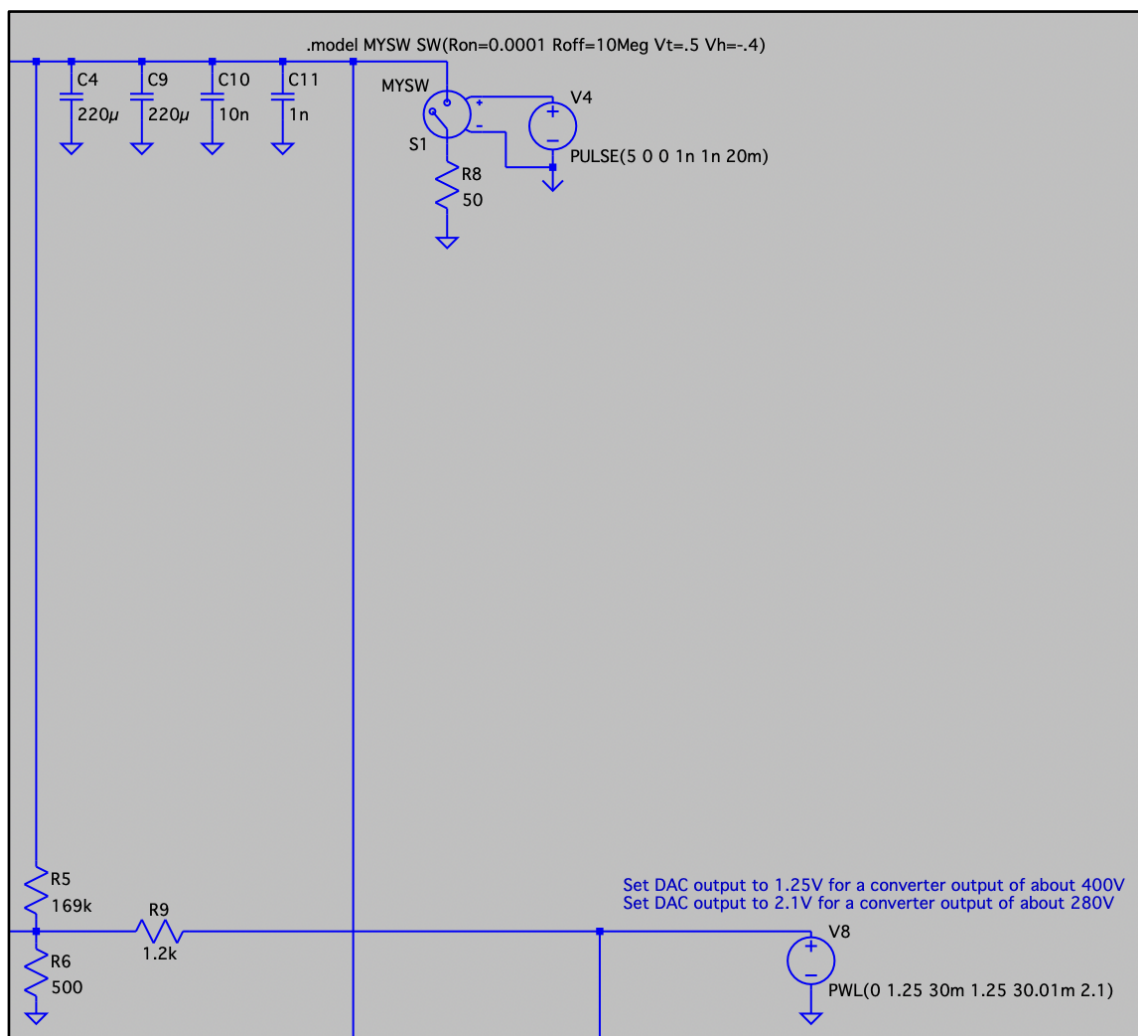 .model MYSW SW(Ron=0.0001 Roff=10Meg Vt=.5 Vh=-.4)
C4
220µ
C9
220µ
C10
10n
C11
1n
MYSW
S1
+
-
V4
+
-
PULSE(5 0 0 1n 1n 20m)
R8
50
R5
169k
R9
1.2k
R6
500
Set DAC output to 1.25V for a converter output of about 400V
Set DAC output to 2.1V for a converter output of about 280V
V8
+
-
PWL(0 1.25 30m 1.25 30.01m 2.1)